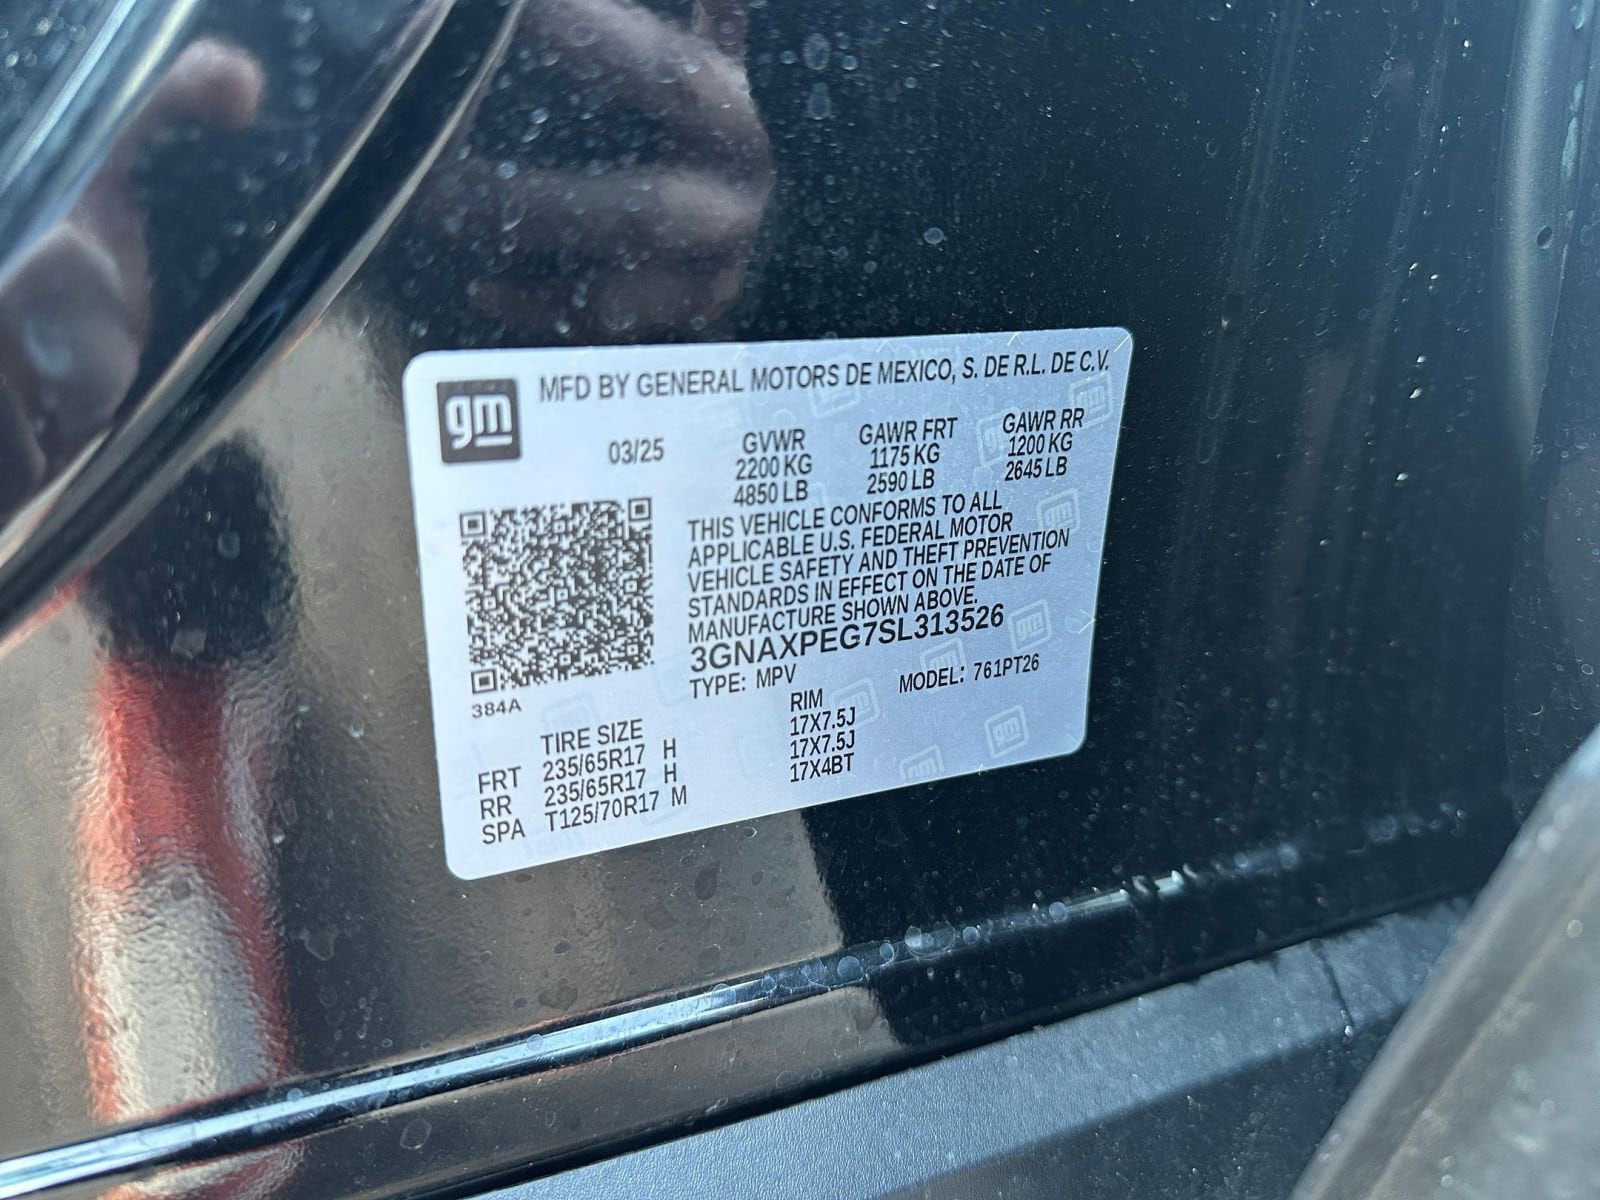 gm
MFD BY GENERAL MOTORS DE MEXICO, S. DE R.L. DE C.V.
03/25
GVWR
2200 KG
4850 LB
GAWR FRT
1175 KG
2590 LB
GAWR RR
1200 KG
2645 LB
THIS VEHICLE CONFORMS TO ALL
APPLICABLE U.S. FEDERAL MOTOR
VEHICLE SAFETY AND THEFT PREVENTION
STANDARDS IN EFFECT ON THE DATE OF
MANUFACTURE SHOWN ABOVE.
3GNAXPEG7SL313526
TYPE: MPV
MODEL: 761PT26
384A
TIRE SIZE
RIM
FRT 235/65R17 H 17X7.5J
RR 235/65R17 H 17X7.5J
SPA T125/70R17 M 17X4BT